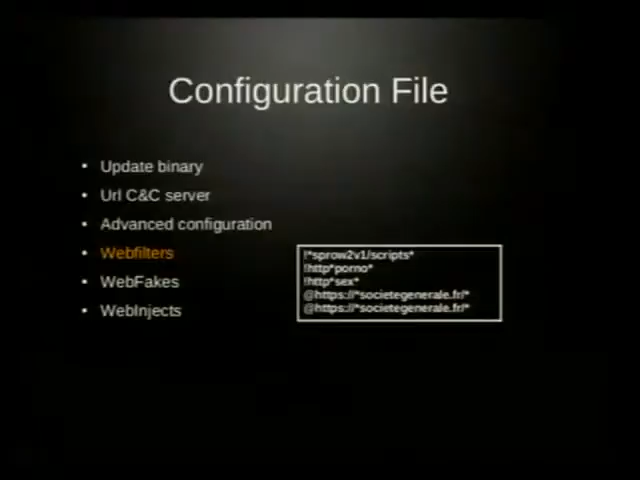 Configuration File
• Update binary
• Url C&C server
• Advanced configuration
• Webfilters
• WebFakes
• WebInjects
!*sprow2v1/scripts*
!http*porno*
!http*sex*
@https://*societegenerale.fr/*
@https://*societegenerale.fr/*